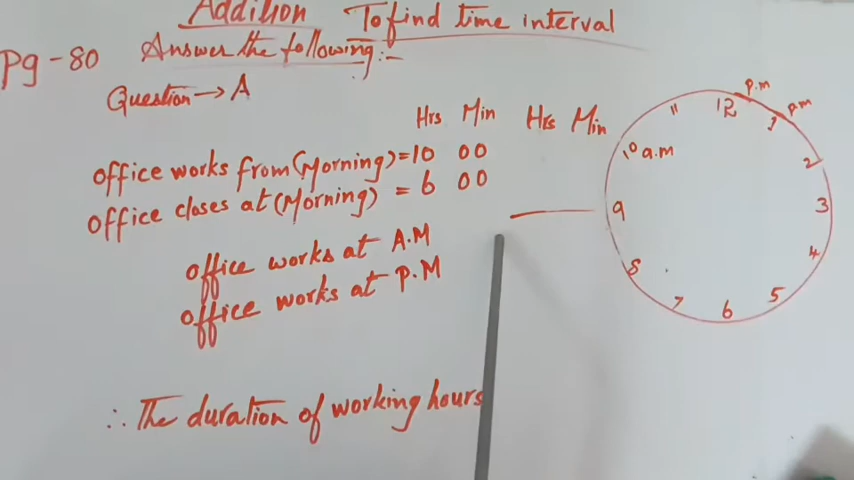 Addition To find time interval
Pg-80 Answer the following:-
Question → A
Hrs Min Hrs Min
office works from (Morning) = 10 00
office closes at (Morning) = 6 00
office works at A.M
office works at P.M
∴ The duration of working hours
12 p.m
1 p.m
2
3
4
5
6
7
8
9
10 a.m
11